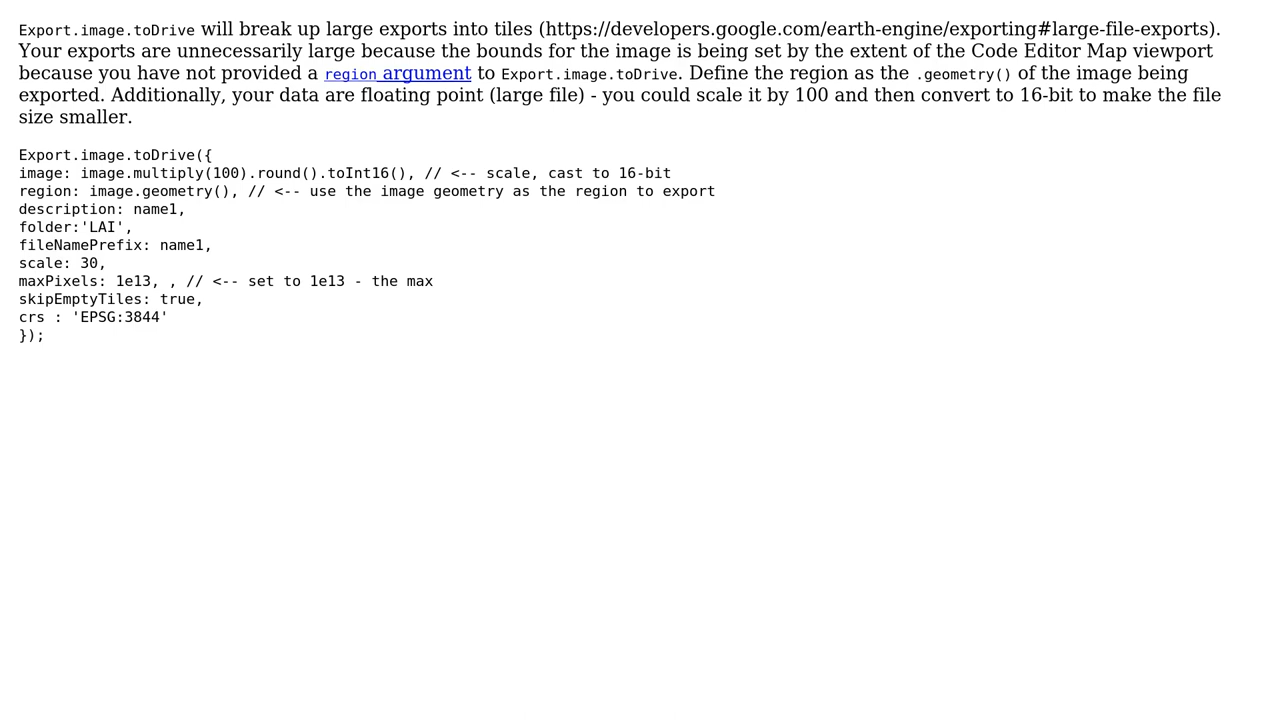 Export.image.toDrive will break up large exports into tiles (https://developers.google.com/earth-engine/exporting#large-file-exports).
Your exports are unnecessarily large because the bounds for the image is being set by the extent of the Code Editor Map viewport
because you have not provided a region argument to Export.image.toDrive. Define the region as the .geometry() of the image being
exported. Additionally, your data are floating point (large file) - you could scale it by 100 and then convert to 16-bit to make the file
size smaller.
Export.image.toDrive({
image: image.multiply(100).round().toInt16(), // <-- scale, cast to 16-bit
region: image.geometry(), // <-- use the image geometry as the region to export
description: name1,
folder:'LAI',
fileNamePrefix: name1,
scale: 30,
maxPixels: 1e13, , // <-- set to 1e13 - the max
skipEmptyTiles: true,
crs : 'EPSG:3844'
});